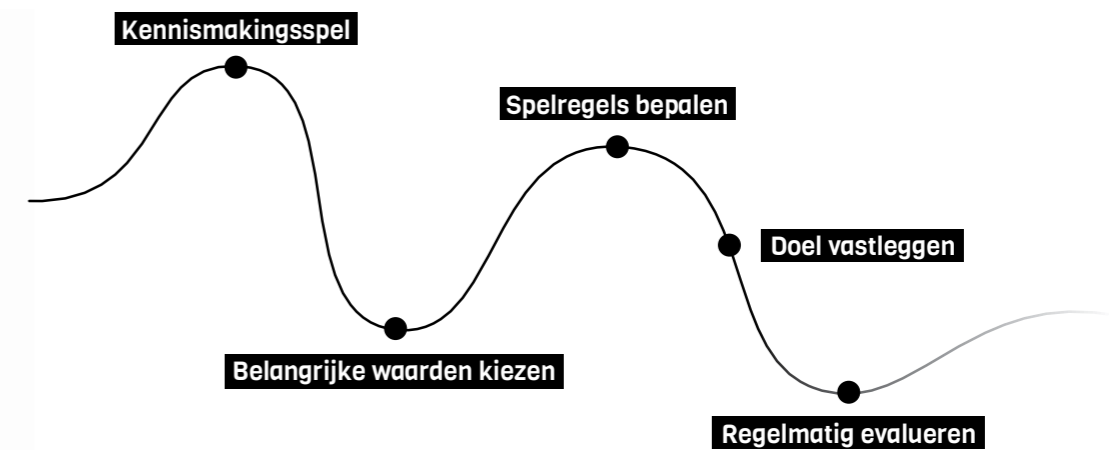 Kennismakingsspel
Spelregels bepalen
Doel vastleggen
Belangrijke waarden kiezen
Regelmatig evalueren